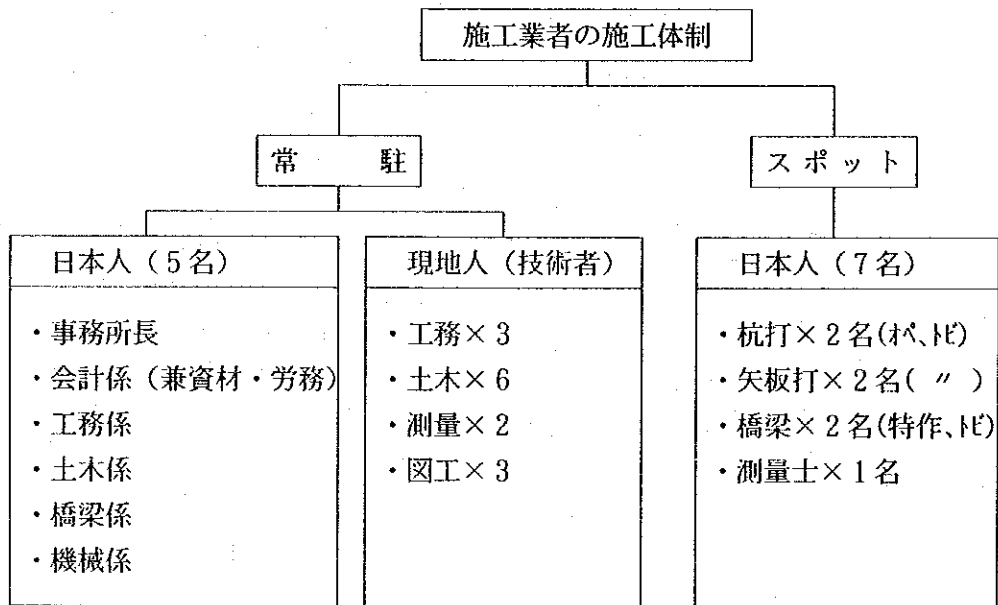 施工業者の施工体制
常　　駐
スポット
日本人（5名）
・事務所長
・会計係（兼資材・労務）
・工務係
・土木係
・橋梁係
・機械係
現地人（技術者）
・工務×3
・土木×6
・測量×2
・図工×3
日本人（7名）
・杭打×2名(オペ、トビ)
・矢板打×2名( 〃 )
・橋梁×2名(特作、トビ)
・測量士×1名